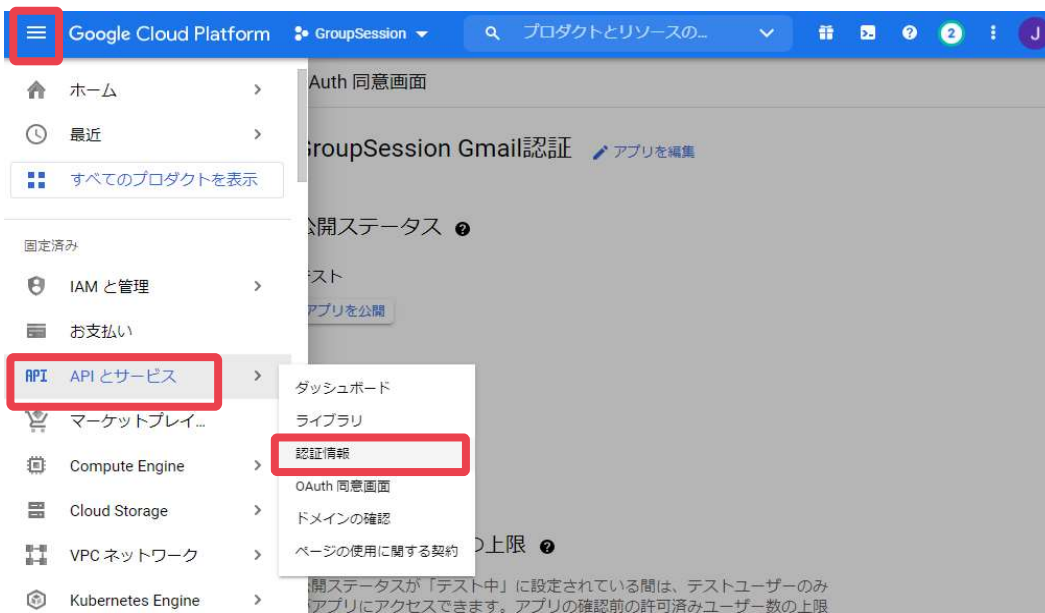 Google Cloud Platform GroupSession プロダクトとリソースの... 2 J
ホーム
最近
すべてのプロダクトを表示
固定済み
IAM と管理
お支払い
API API とサービス
マーケットプレイ...
Compute Engine
Cloud Storage
VPC ネットワーク
Kubernetes Engine
ダッシュボード
ライブラリ
認証情報
OAuth 同意画面
ドメインの確認
ページの使用に関する契約
Auth 同意画面
GroupSession Gmail認証 アプリを編集
公開ステータス
テスト
アプリを公開
の上限
公開ステータスが「テスト中」に設定されている間は、テストユーザーのみ
がアプリにアクセスできます。アプリの確認前の許可済みユーザー数の上限